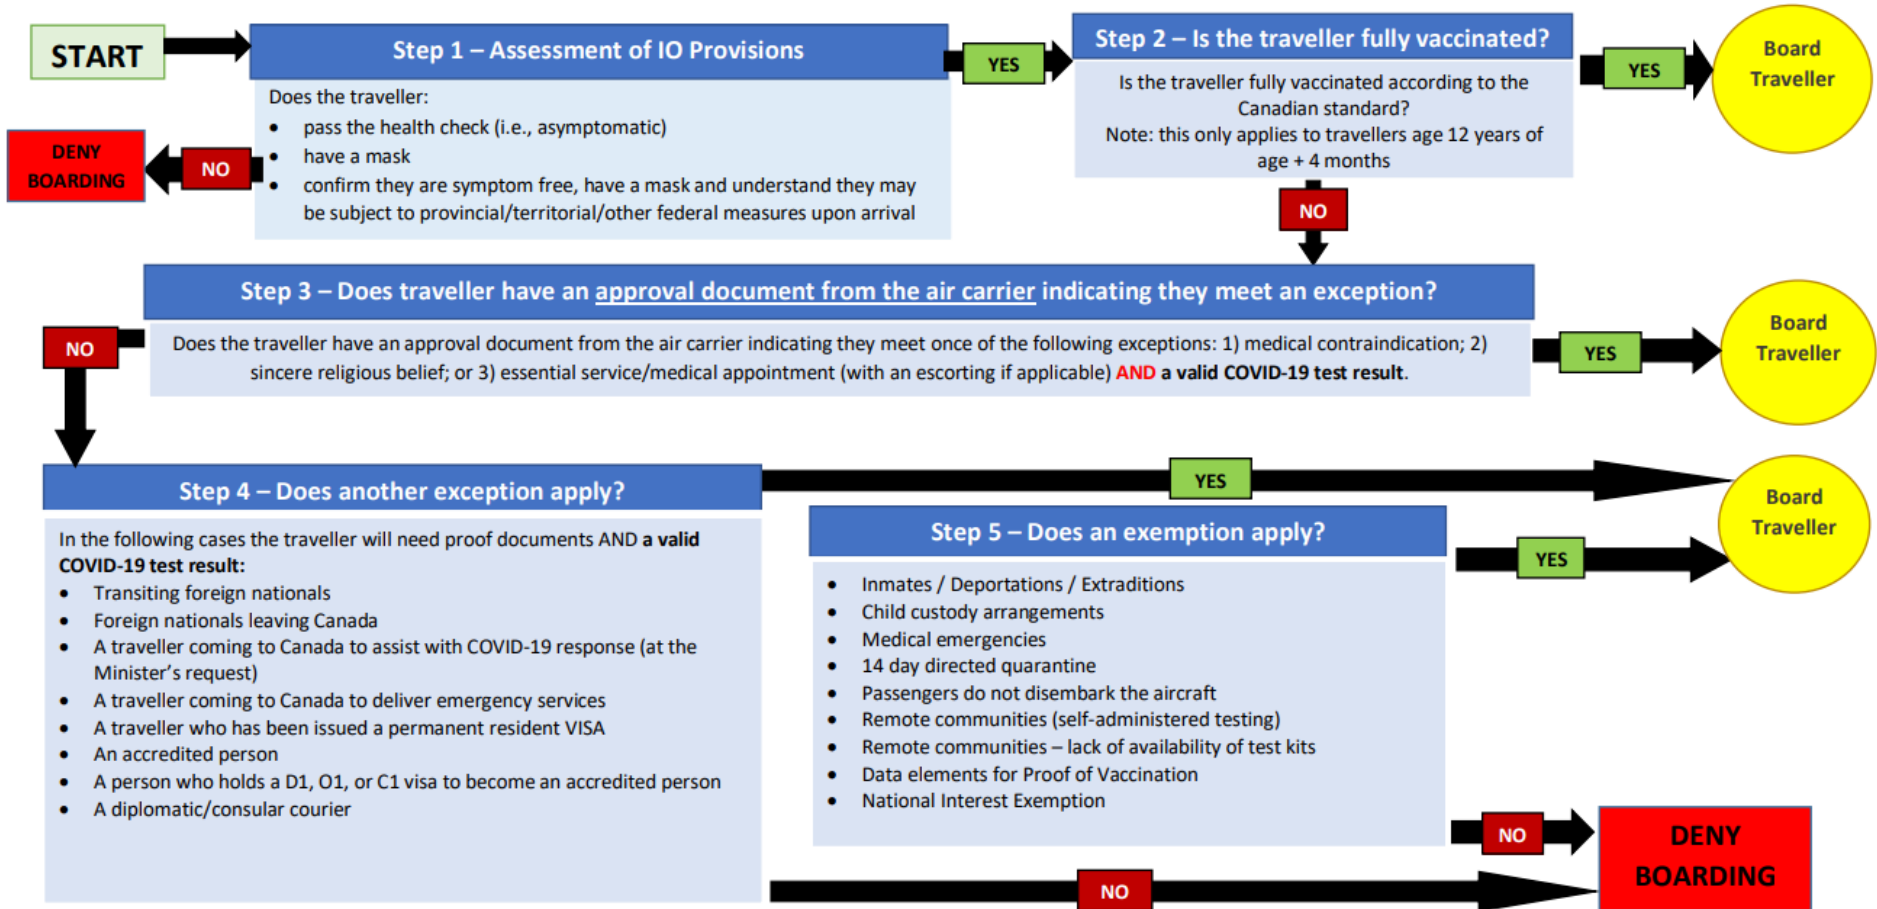 START
Step 1 – Assessment of IO Provisions
Does the traveller:
• pass the health check (i.e., asymptomatic)
• have a mask
• confirm they are symptom free, have a mask and understand they may
be subject to provincial/territorial/other federal measures upon arrival
NO
DENY
BOARDING
YES
Step 2 – Is the traveller fully vaccinated?
Is the traveller fully vaccinated according to the
Canadian standard?
Note: this only applies to travellers age 12 years of
age + 4 months
YES
Board
Traveller
NO
Step 3 – Does traveller have an approval document from the air carrier indicating they meet an exception?
Does the traveller have an approval document from the air carrier indicating they meet once of the following exceptions: 1) medical contraindication; 2)
sincere religious belief; or 3) essential service/medical appointment (with an escorting if applicable) AND a valid COVID-19 test result.
YES
Board
Traveller
NO
Step 4 – Does another exception apply?
In the following cases the traveller will need proof documents AND a valid
COVID-19 test result:
• Transiting foreign nationals
• Foreign nationals leaving Canada
• A traveller coming to Canada to assist with COVID-19 response (at the
Minister's request)
• A traveller coming to Canada to deliver emergency services
• A traveller who has been issued a permanent resident VISA
• An accredited person
• A person who holds a D1, O1, or C1 visa to become an accredited person
• A diplomatic/consular courier
YES
Board
Traveller
Step 5 – Does an exemption apply?
• Inmates / Deportations / Extraditions
• Child custody arrangements
• Medical emergencies
• 14 day directed quarantine
• Passengers do not disembark the aircraft
• Remote communities (self-administered testing)
• Remote communities – lack of availability of test kits
• Data elements for Proof of Vaccination
• National Interest Exemption
YES
NO
NO
DENY
BOARDING